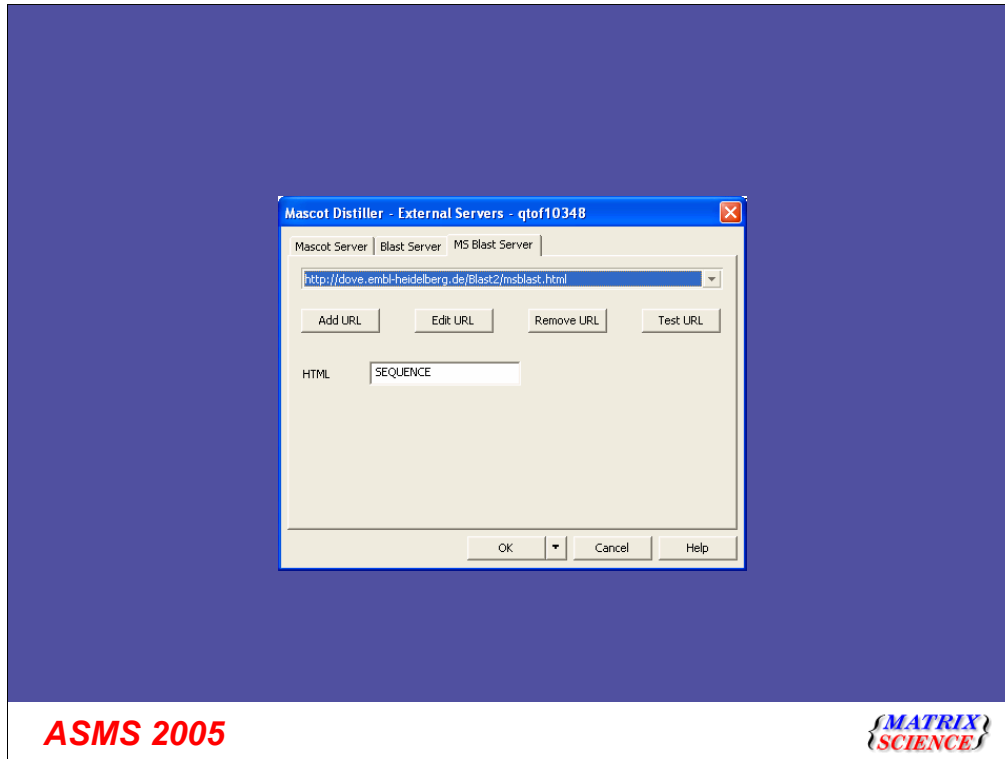 Mascot Distiller - External Servers - qtof10348
Mascot Server Blast Server MS Blast Server
http://dove.embl-heidelberg.de/Blast2/msblast.html
Add URL Edit URL Remove URL Test URL
HTML SEQUENCE
OK Cancel Help
ASMS 2005
{MATRIX}
{SCIENCE}